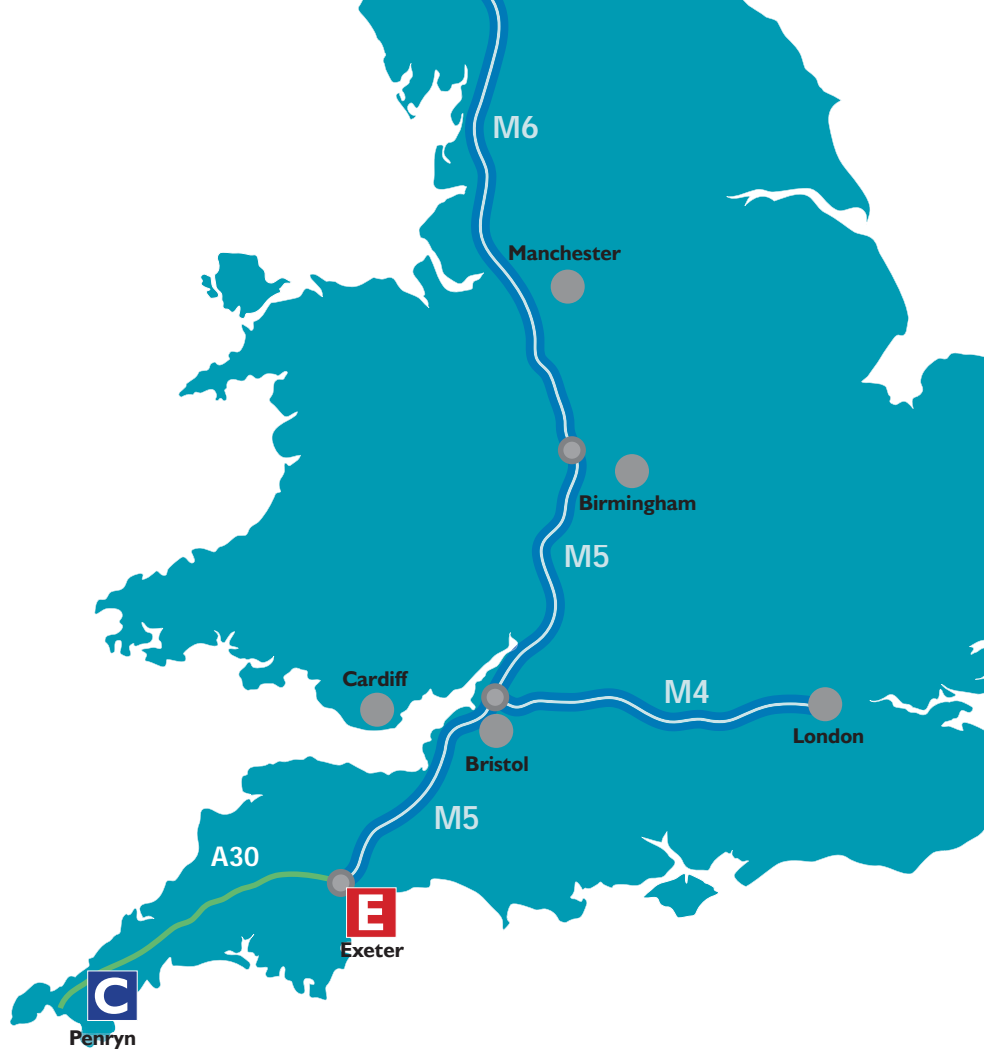 M6
Manchester
Birmingham
M5
Cardiff
M4
London
Bristol
M5
A30
E
Exeter
C
Penryn